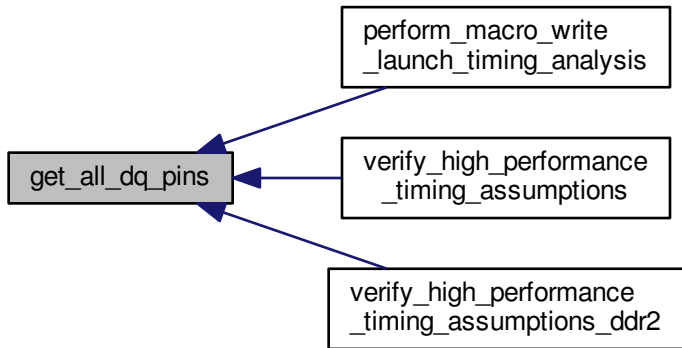 perform_macro_write
_launch_timing_analysis
get_all_dq_pins
verify_high_performance
_timing_assumptions
verify_high_performance
_timing_assumptions_ddr2